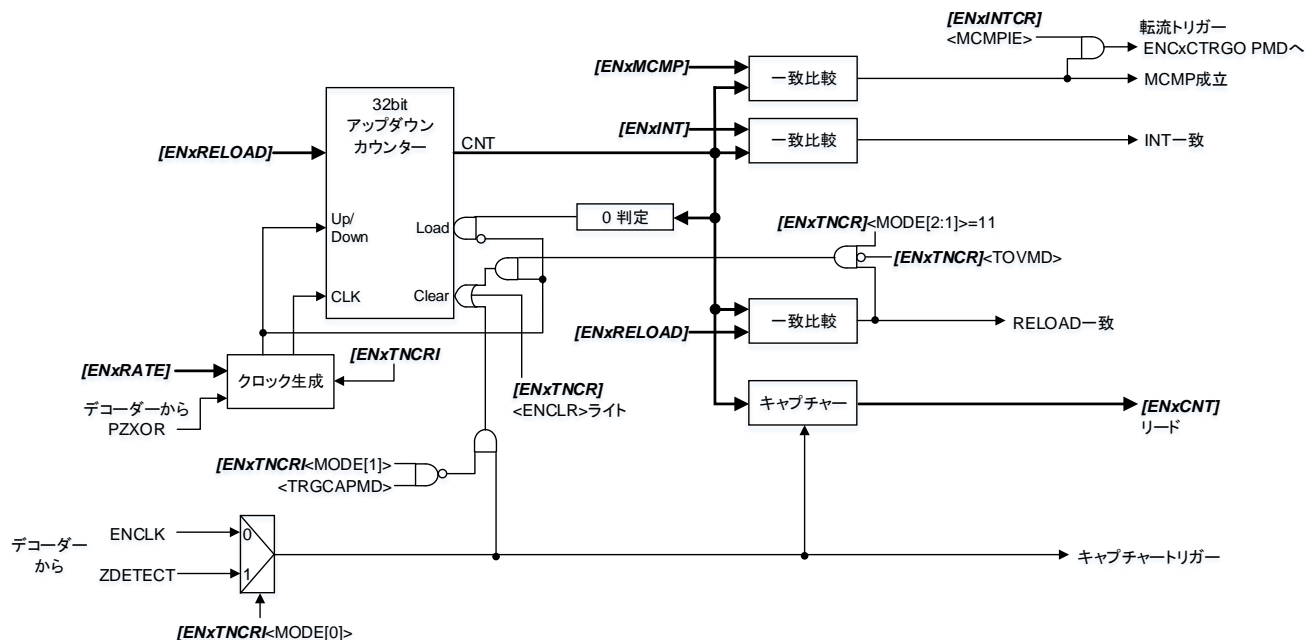 [ENxINTCR]
<MCMPIE>
転流トリガー
ENCxCTRGO PMDへ
[ENxMCMP]
一致比較
MCMP成立
32bit
アップダウン
カウンター
[ENxINT]
CNT
一致比較
INT一致
[ENxRELOAD]
Up/
Down
Load
0 判定
[ENxTNCR]<MODE[2:1]>=11
[ENxTNCR]<TOVMD>
CLK
Clear
一致比較
RELOAD一致
[ENxRELOAD]
[ENxTNCRI
[ENxRATE]
クロック生成
[ENxTNCR]
<ENCLR>ライト
キャプチャー
[ENxCNT]
リード
デコーダーから
PZXOR
[ENxTNCRI<MODE[1]>
<TRGCAPMD>
デコーダー
から
ENCLK
0
ZDETECT
1
キャプチャートリガー
[ENxTNCRI<MODE[0]>